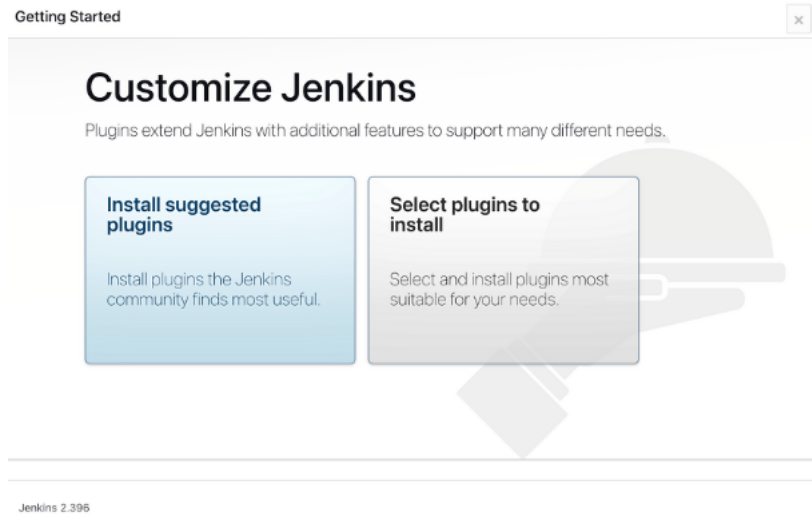 Getting Started
×
Customize Jenkins
Plugins extend Jenkins with additional features to support many different needs.
Install suggested
plugins
Install plugins the Jenkins
community finds most useful.
Select plugins to
install
Select and install plugins most
suitable for your needs.
Jenkins 2.396